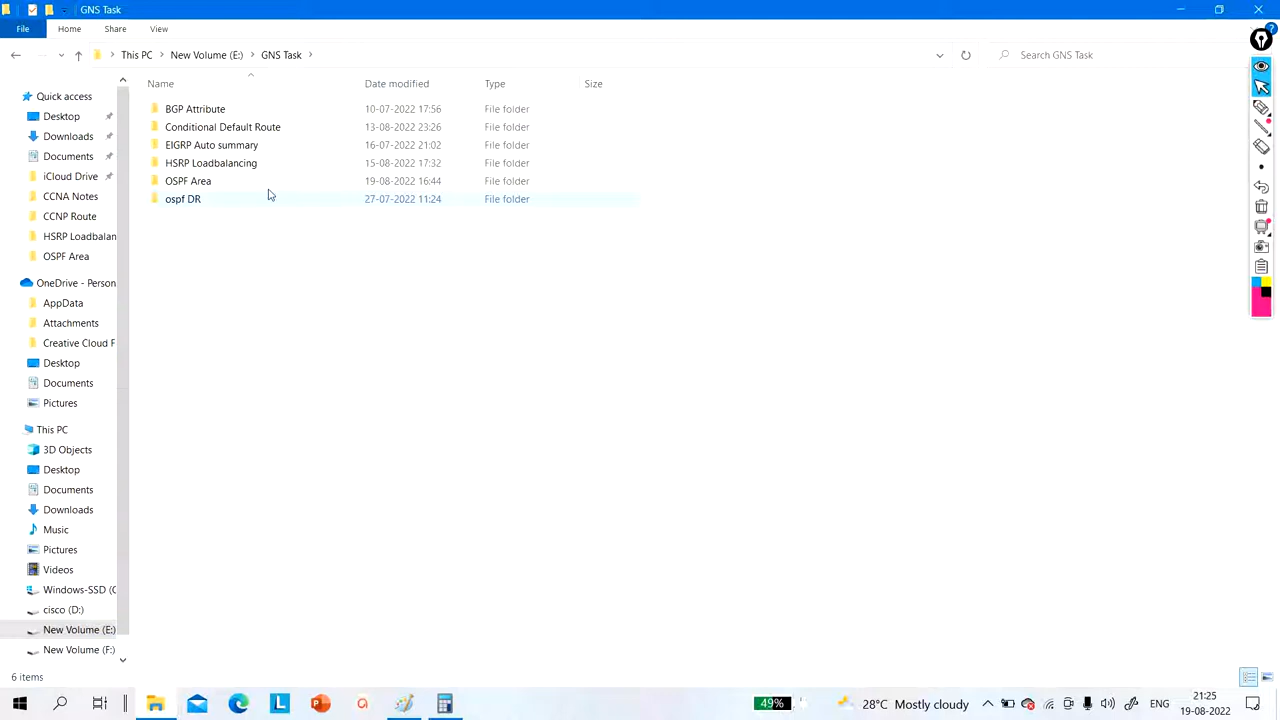 GNS Task
File Home Share View
This PC New Volume (E:) GNS Task
Search GNS Task
Name Date modified Type Size
Quick access
Desktop
Downloads
Documents
iCloud Drive
CCNA Notes
CCNP Route
HSRP Loadbalan
OSPF Area
OneDrive - Person
AppData
Attachments
Creative Cloud F
Desktop
Documents
Pictures
This PC
3D Objects
Desktop
Documents
Downloads
Music
Pictures
Videos
Windows-SSD (C
cisco (D:)
New Volume (E:)
New Volume (F:)
BGP Attribute 10-07-2022 17:56 File folder
Conditional Default Route 13-08-2022 23:26 File folder
EIGRP Auto summary 16-07-2022 21:02 File folder
HSRP Loadbalancing 15-08-2022 17:32 File folder
OSPF Area 19-08-2022 16:44 File folder
ospf DR 27-07-2022 11:24 File folder
6 items
49% 28°C Mostly cloudy ENG 21:25
19-08-2022